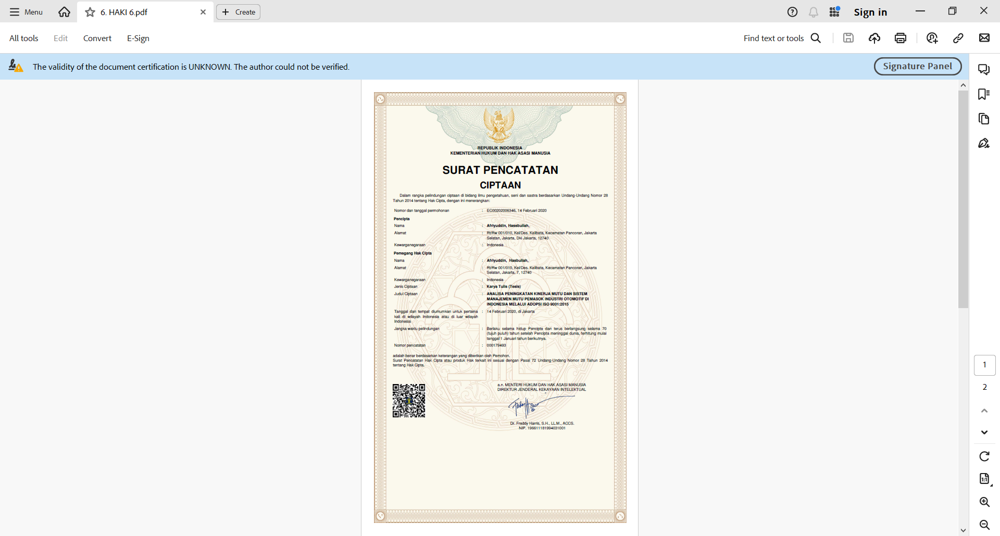 Menu
6. HAKI 6.pdf
Create
Sign in
All tools
Edit
Convert
E-Sign
Find text or tools
The validity of the document certification is UNKNOWN. The author could not be verified.
Signature Panel
REPUBLIK INDONESIA
KEMENTERIAN HUKUM DAN HAK ASASI MANUSIA
SURAT PENCATATAN
CIPTAAN
Dalam rangka pelindungan ciptaan di bidang ilmu pengetahuan, seni dan sastra berdasarkan Undang-Undang Nomor 28
Tahun 2014 tentang Hak Cipta, dengan ini menerangkan:
Nomor dan tanggal permohonan : EC00202006346, 14 Februari 2020
Pencipta
Nama : Afriyuddin, Hassbullah,
Alamat : Rt/Rw 001/010, Kel/Des. Kalibata, Kecamatan Pancoran, Jakarta
Selatan, Jakarta, Dki Jakarta, 12740
Kewarganegaraan : Indonesia
Pemegang Hak Cipta
Nama : Afriyuddin, Hasbullah,
Alamat : Rt/Rw 001/010, Kel/Des. Kalibata, Kecamatan Pancoran, Jakarta
Selatan, Jakarta, 7, 12740
Kewarganegaraan : Indonesia
Jenis Ciptaan : Karya Tulis (Tesis)
Judul Ciptaan : ANALISA PENINGKATAN KINERJA MUTU DAN SISTEM
MANAJEMEN MUTU PEMASOK INDUSTRI OTOMOTIF DI
INDONESIA MELALUI ADOPSI ISO 9001:2015
Tanggal dan tempat diumumkan untuk pertama : 14 Februari 2020, di Jakarta
kali di wilayah Indonesia atau di luar wilayah
Indonesia
Jangka waktu pelindungan : Berlaku selama hidup Pencipta dan terus berlangsung selama 70
(tujuh puluh) tahun setelah Pencipta meninggal dunia, terhitung mulai
tanggal 1 Januari tahun berikutnya.
Nomor pencatatan : 000179493
adalah benar berdasarkan keterangan yang diberikan oleh Pemohon.
Surat Pencatatan Hak Cipta atau produk Hak terkait ini sesuai dengan Pasal 72 Undang-Undang Nomor 28 Tahun 2014
tentang Hak Cipta.
a.n. MENTERI HUKUM DAN HAK ASASI MANUSIA
DIREKTUR JENDERAL KEKAYAAN INTELEKTUAL
Dr. Freddy Harris, S.H., LL.M., ACCS.
NIP. 196611181994031001
1
2
1:1